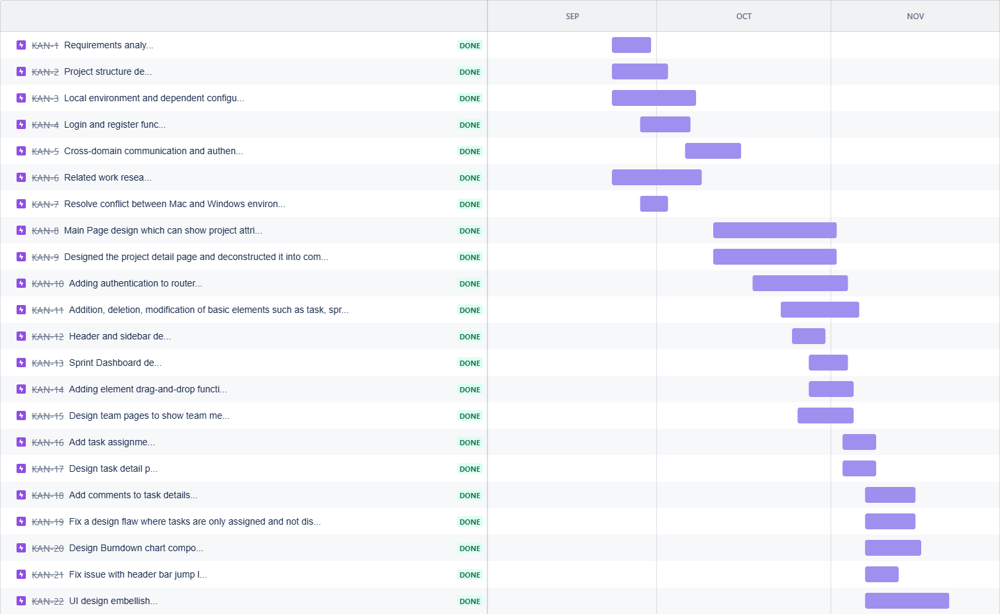 SEP OCT NOV
KAN-1 Requirements analy... DONE
KAN-2 Project structure de... DONE
KAN-3 Local environment and dependent configu... DONE
KAN-4 Login and register func... DONE
KAN-5 Cross-domain communication and authen... DONE
KAN-6 Related work resea... DONE
KAN-7 Resolve conflict between Mac and Windows environ... DONE
KAN-8 Main Page design which can show project attri... DONE
KAN-9 Designed the project detail page and deconstructed it into com... DONE
KAN-10 Adding authentication to router... DONE
KAN-11 Addition, deletion, modification of basic elements such as task, spr... DONE
KAN-12 Header and sidebar de... DONE
KAN-13 Sprint Dashboard de... DONE
KAN-14 Adding element drag-and-drop functi... DONE
KAN-15 Design team pages to show team me... DONE
KAN-16 Add task assignme... DONE
KAN-17 Design task detail p... DONE
KAN-18 Add comments to task details... DONE
KAN-19 Fix a design flaw where tasks are only assigned and not dis... DONE
KAN-20 Design Burndown chart compo... DONE
KAN-21 Fix issue with header bar jump l... DONE
KAN-22 UI design embellish... DONE